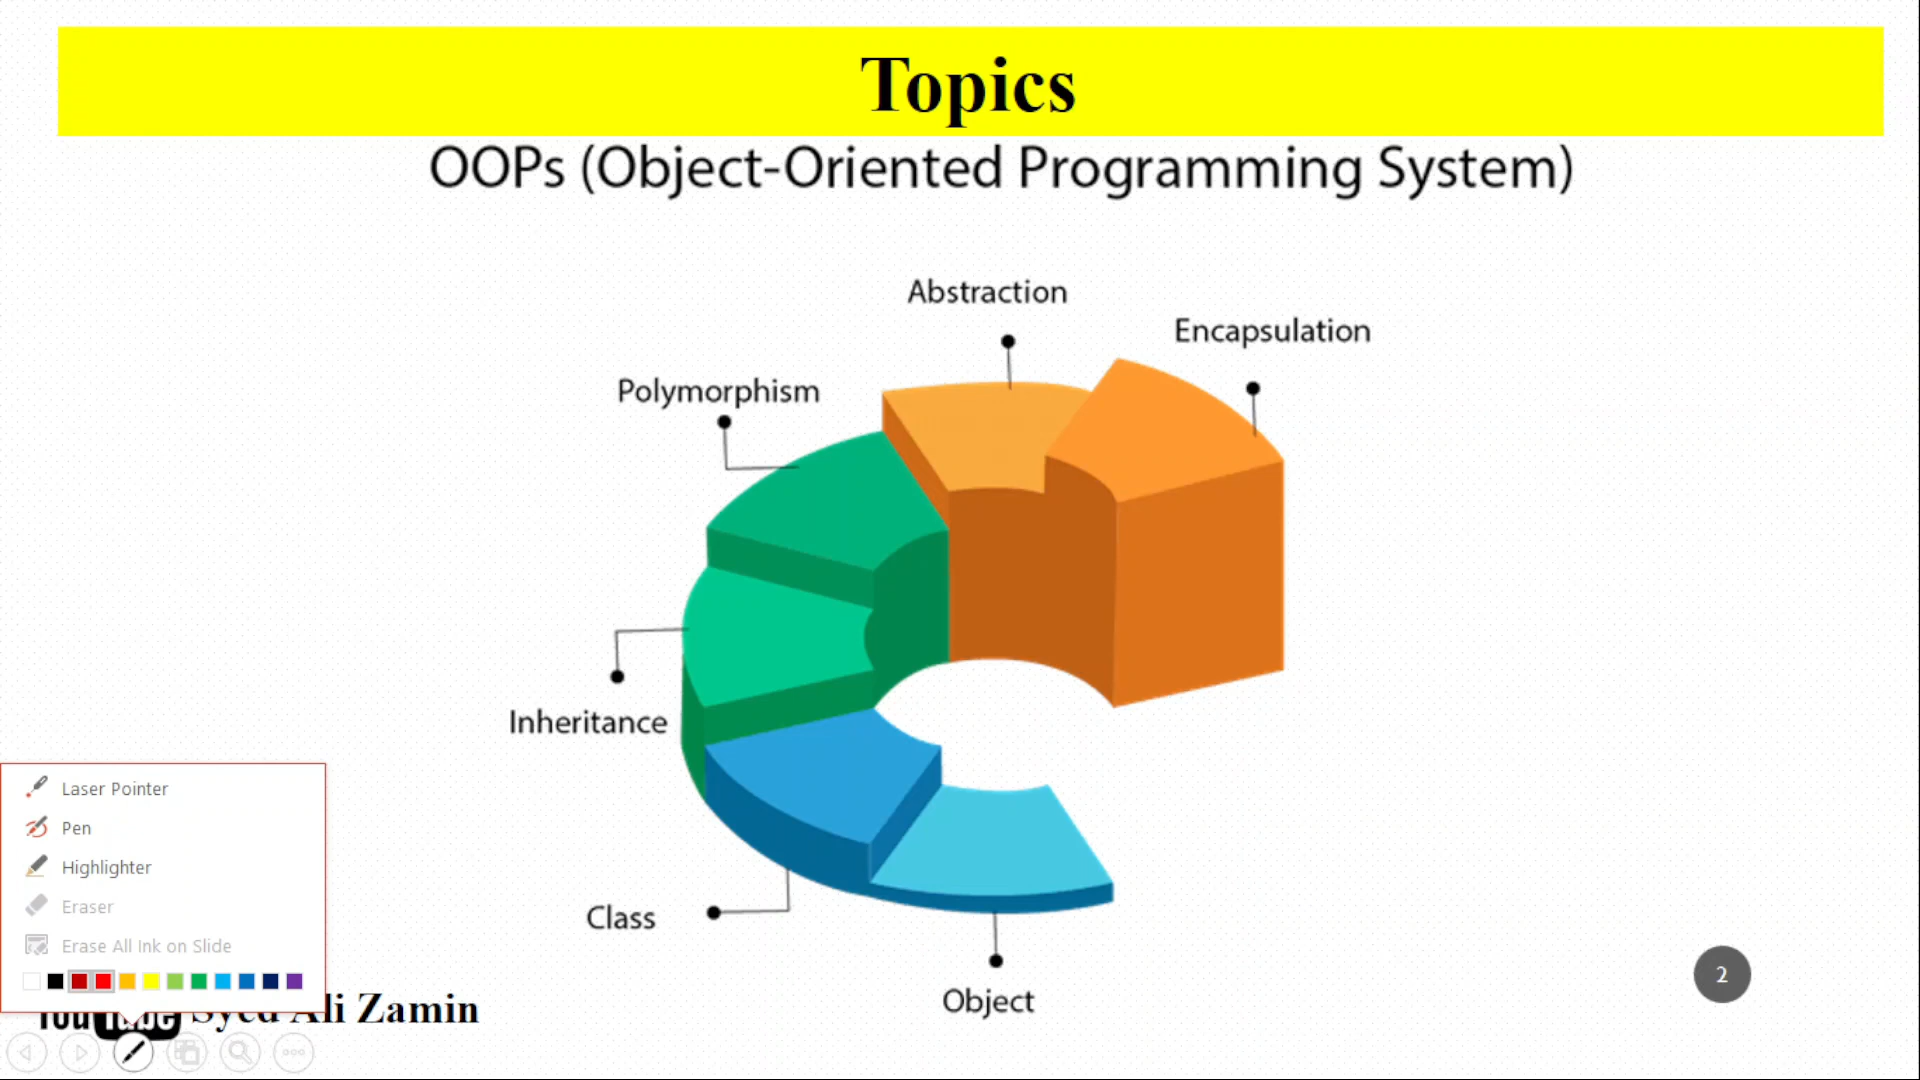 Topics
OOPs (Object-Oriented Programming System)
Abstraction
Encapsulation
Polymorphism
Inheritance
Class
Object
Laser Pointer
Pen
Highlighter
Eraser
Erase All Ink on Slide
YouTube Syed Ali Zamin
2